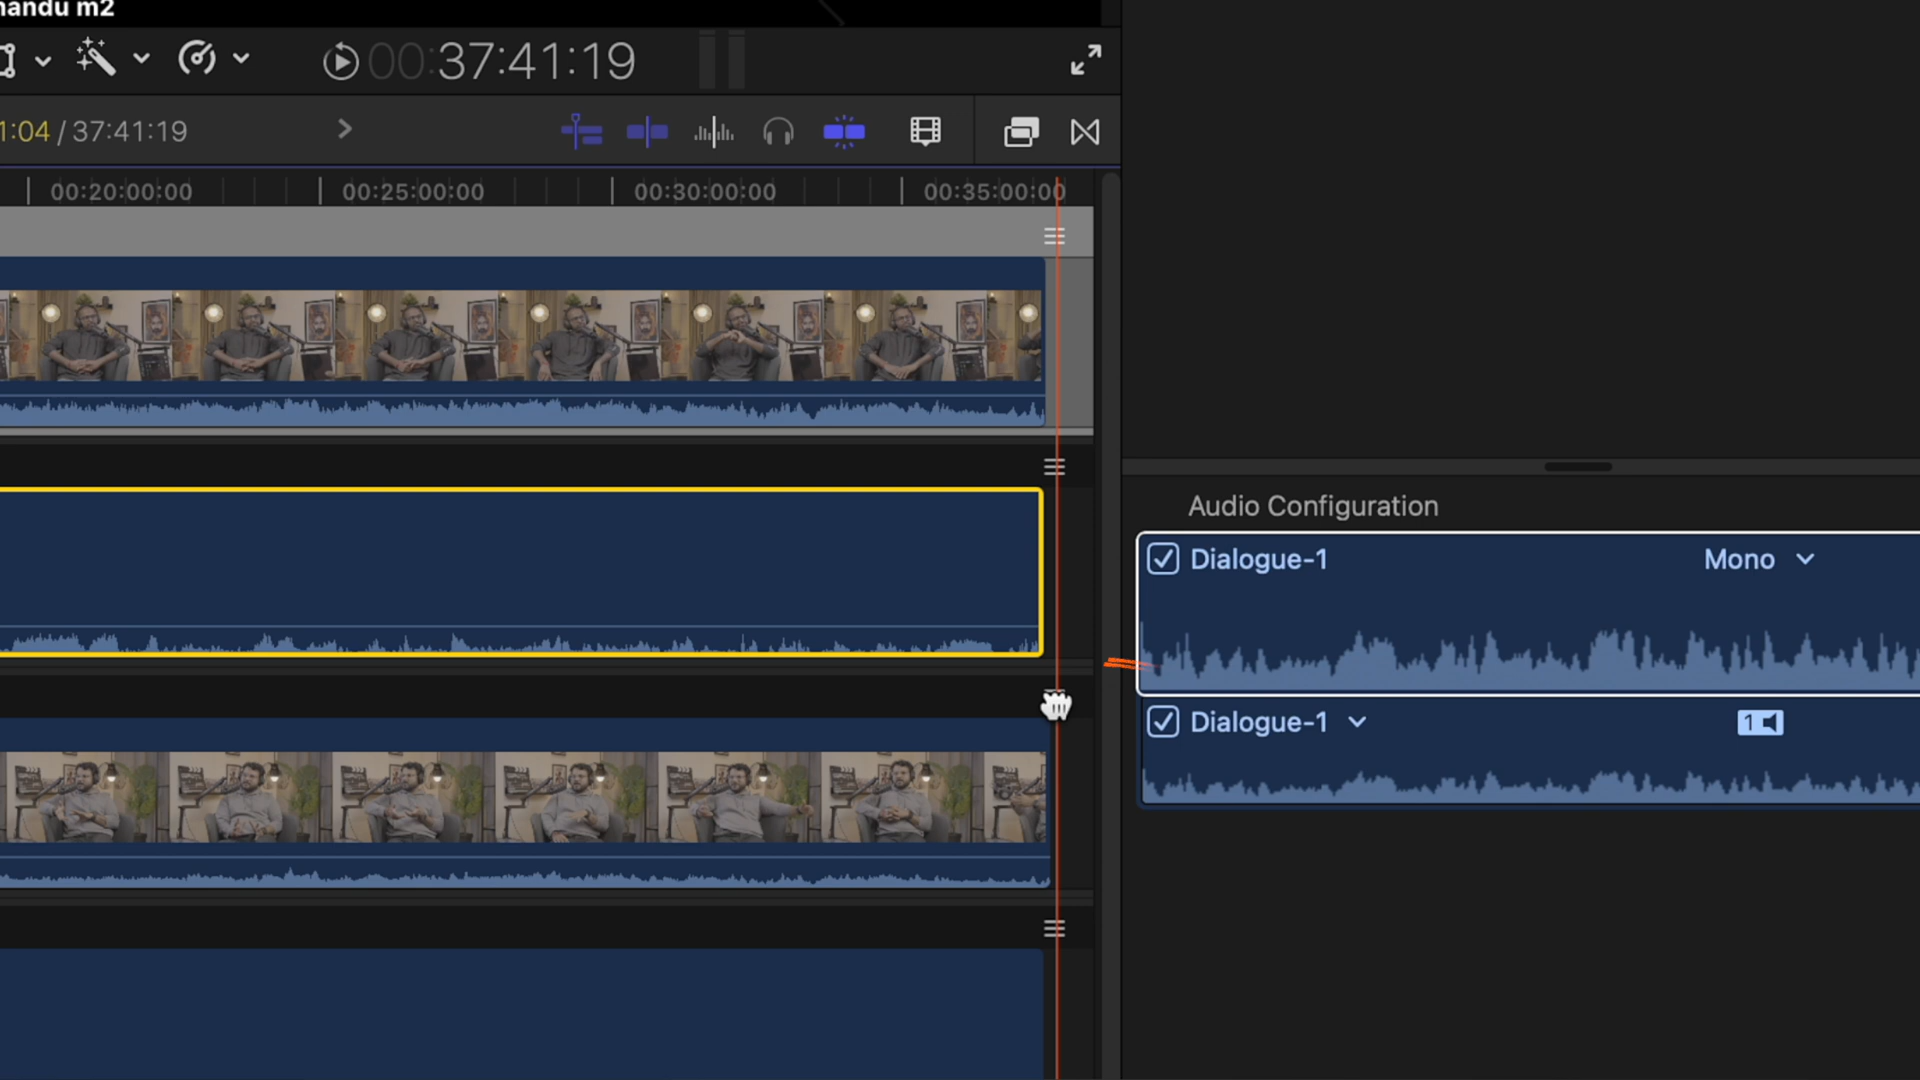 nandu m2
00:37:41:19
1:04 / 37:41:19
00:20:00:00
00:25:00:00
00:30:00:00
00:35:00:00
Audio Configuration
Dialogue-1
Mono
Dialogue-1
1